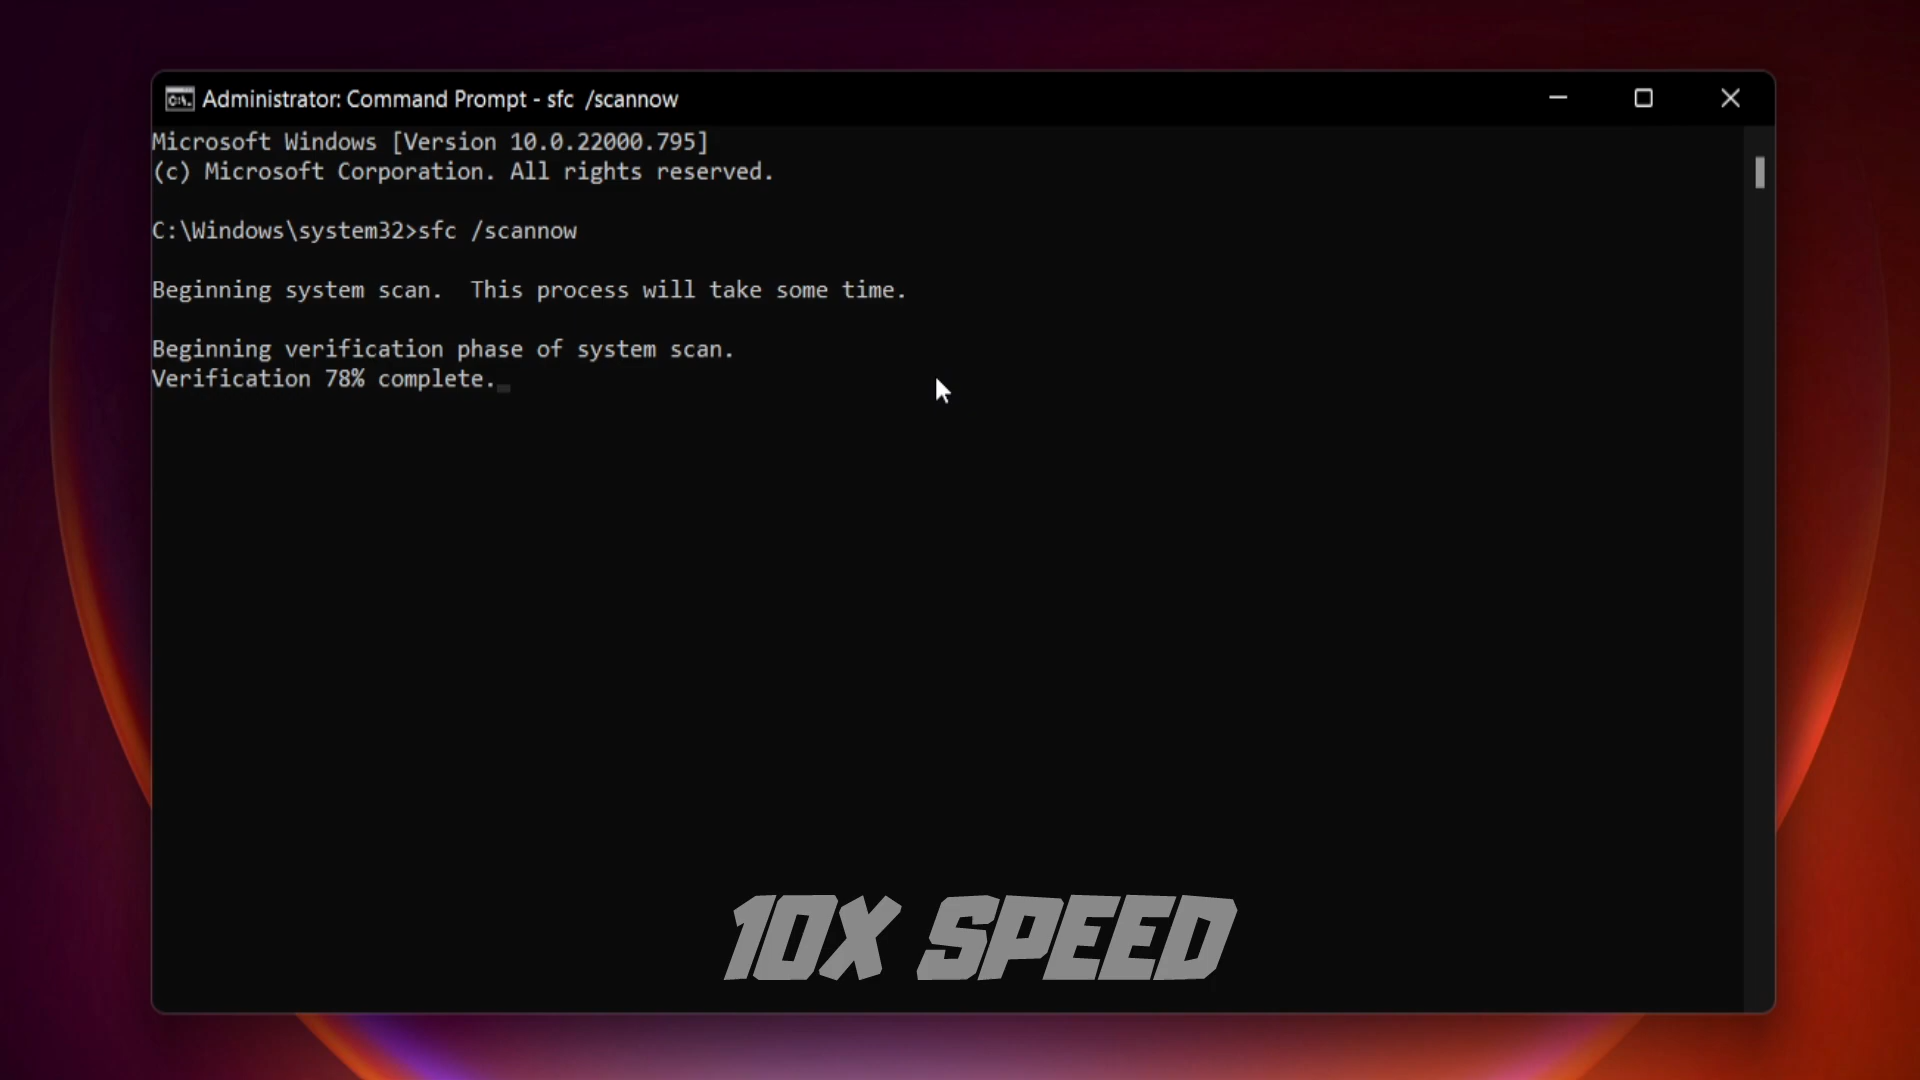 Administrator: Command Prompt - sfc  /scannow
Microsoft Windows [Version 10.0.22000.795]
(c) Microsoft Corporation. All rights reserved.
C:\Windows\system32>sfc /scannow
Beginning system scan.  This process will take some time.
Beginning verification phase of system scan.
Verification 78% complete.
10X SPEED